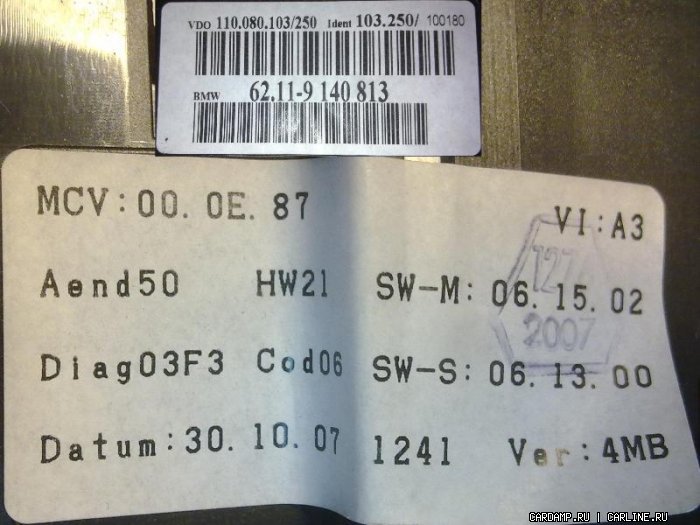 VDO 110.080.103/250 Ident 103.250/ 100180
BMW 62.11-9 140 813
MCV:00. 0E. 87 VI:A3
Aend50 HW21 SW-M: 06. 15. 02
2007
Diag03F3 Cod06 SW-S: 06. 13. 00
Datum:30. 10. 07 1241 Ver: 4MB
CARDAMP.RU | CARLINE.RU